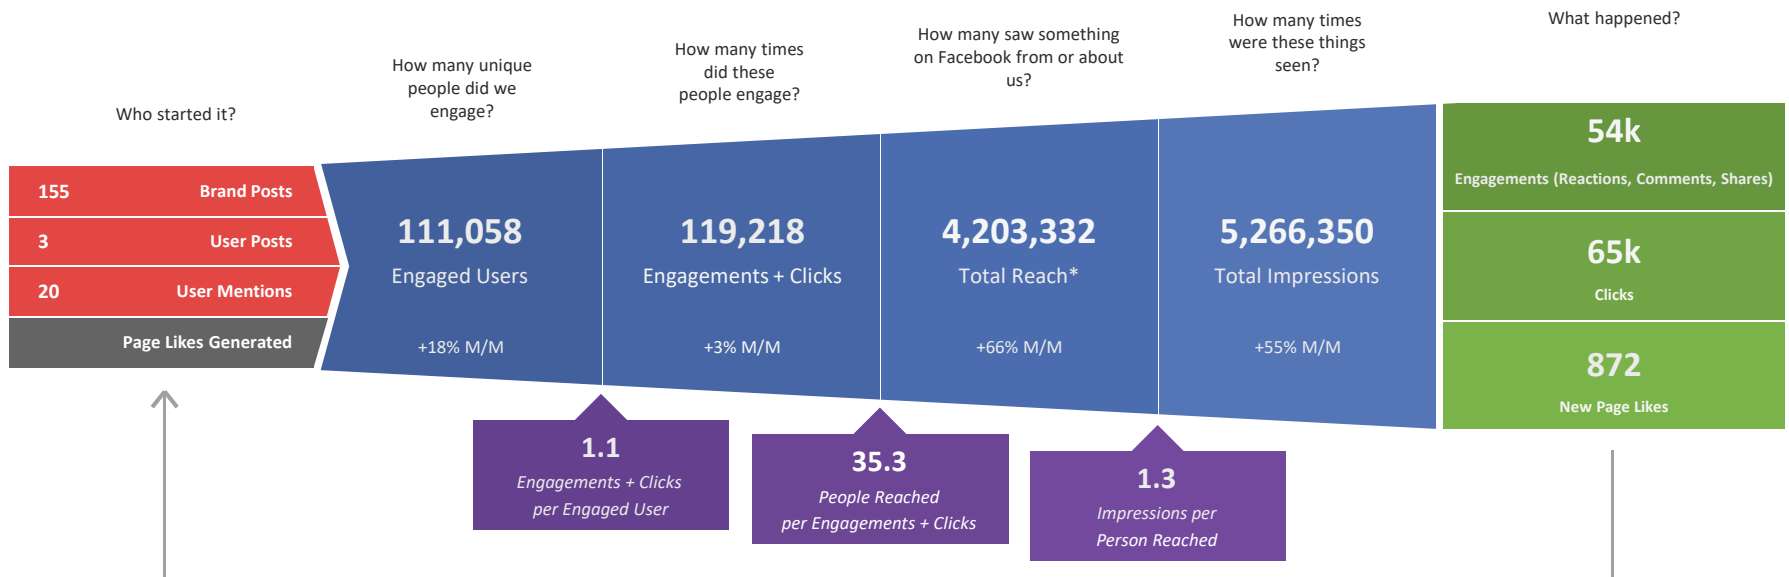 Who started it?
155 Brand Posts
3 User Posts
20 User Mentions
Page Likes Generated
How many unique
people did we
engage?
111,058
Engaged Users
+18% M/M
1.1
Engagements + Clicks
per Engaged User
How many times
did these
people engage?
119,218
Engagements + Clicks
+3% M/M
35.3
People Reached
per Engagements + Clicks
How many saw something
on Facebook from or about
us?
4,203,332
Total Reach*
+66% M/M
1.3
Impressions per
Person Reached
How many times
were these things
seen?
5,266,350
Total Impressions
+55% M/M
What happened?
54k
Engagements (Reactions, Comments, Shares)
65k
Clicks
872
New Page Likes